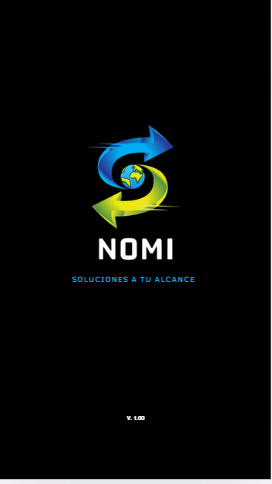 NOMI
SOLUCIONES A TU ALCANCE
V. 1.00